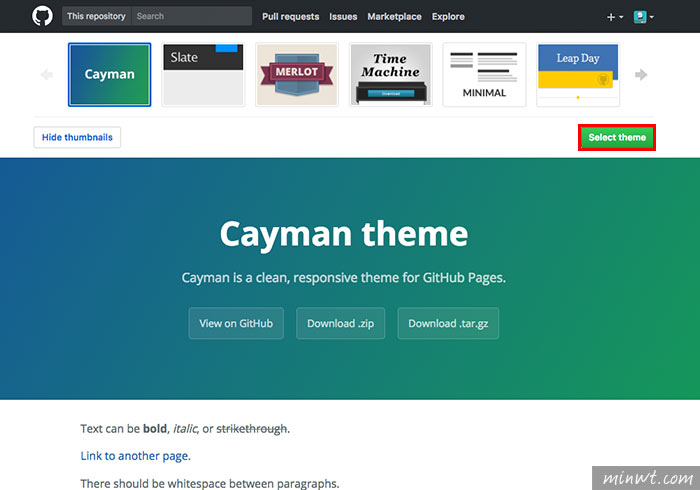 This repository Search Pull requests Issues Marketplace Explore
Cayman
Slate
MERLOT
Time Machine
Download
MINIMAL
Leap Day
Hide thumbnails
Select theme
Cayman theme
Cayman is a clean, responsive theme for GitHub Pages.
View on GitHub Download .zip Download .tar.gz
Text can be bold, italic, or strikethrough.
Link to another page.
There should be whitespace between paragraphs.
minwt.com